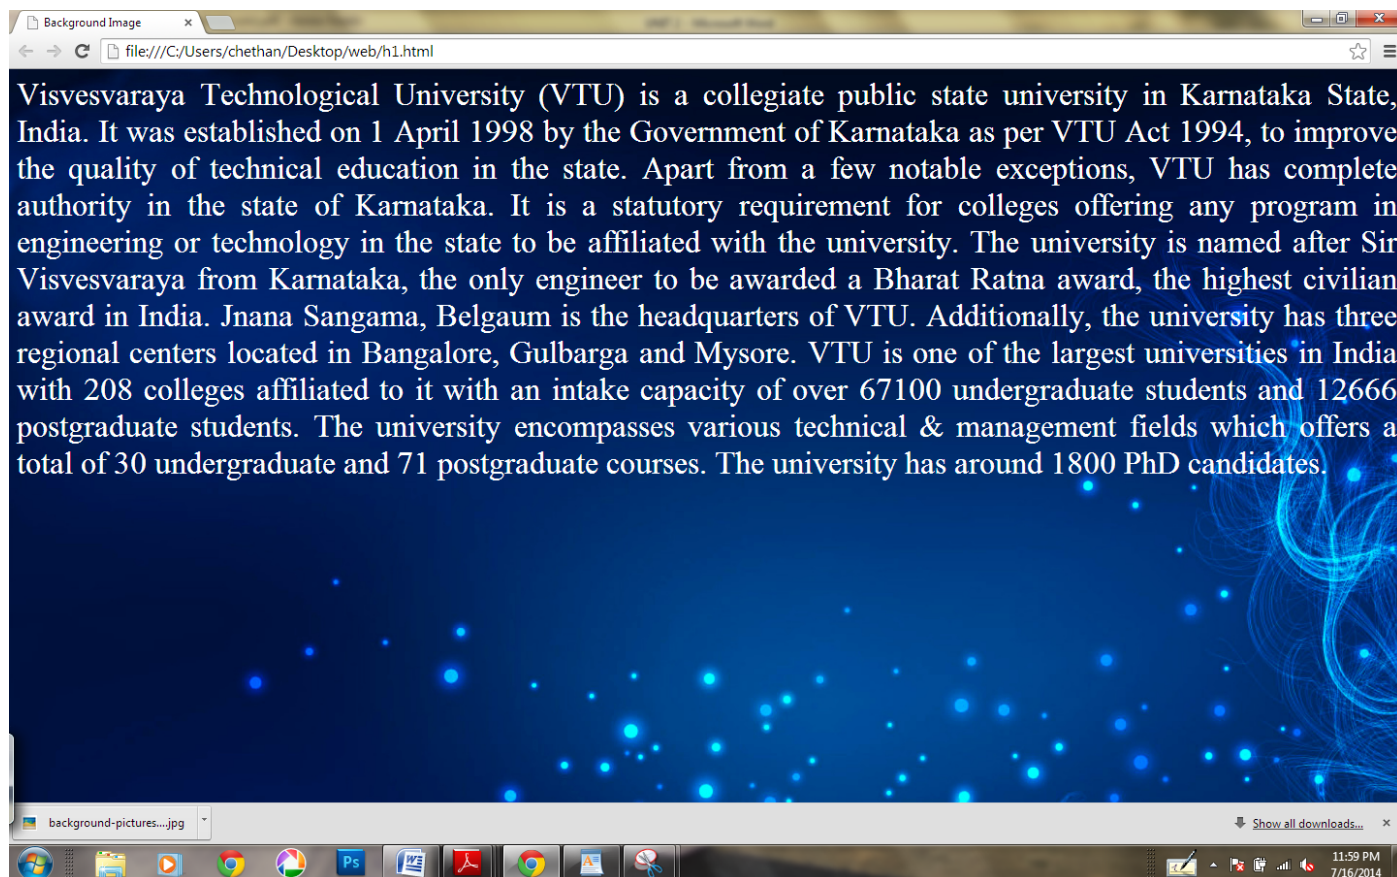 Background Image
file:///C:/Users/chethan/Desktop/web/h1.html
Visvesvaraya Technological University (VTU) is a collegiate public state university in Karnataka State,
India. It was established on 1 April 1998 by the Government of Karnataka as per VTU Act 1994, to improve
the quality of technical education in the state. Apart from a few notable exceptions, VTU has complete
authority in the state of Karnataka. It is a statutory requirement for colleges offering any program in
engineering or technology in the state to be affiliated with the university. The university is named after Sir
Visvesvaraya from Karnataka, the only engineer to be awarded a Bharat Ratna award, the highest civilian
award in India. Jnana Sangama, Belgaum is the headquarters of VTU. Additionally, the university has three
regional centers located in Bangalore, Gulbarga and Mysore. VTU is one of the largest universities in India
with 208 colleges affiliated to it with an intake capacity of over 67100 undergraduate students and 12666
postgraduate students. The university encompasses various technical & management fields which offers a
total of 30 undergraduate and 71 postgraduate courses. The university has around 1800 PhD candidates.
background-pictures....jpg
Show all downloads...
Ps
11:59 PM
7/16/2014